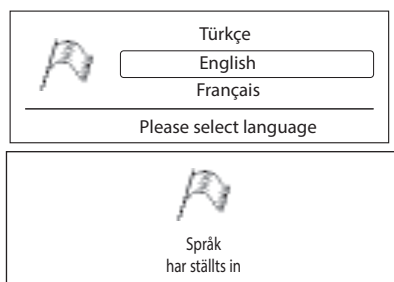 Türkçe
English
Français
Please select language
Språk
har ställts in